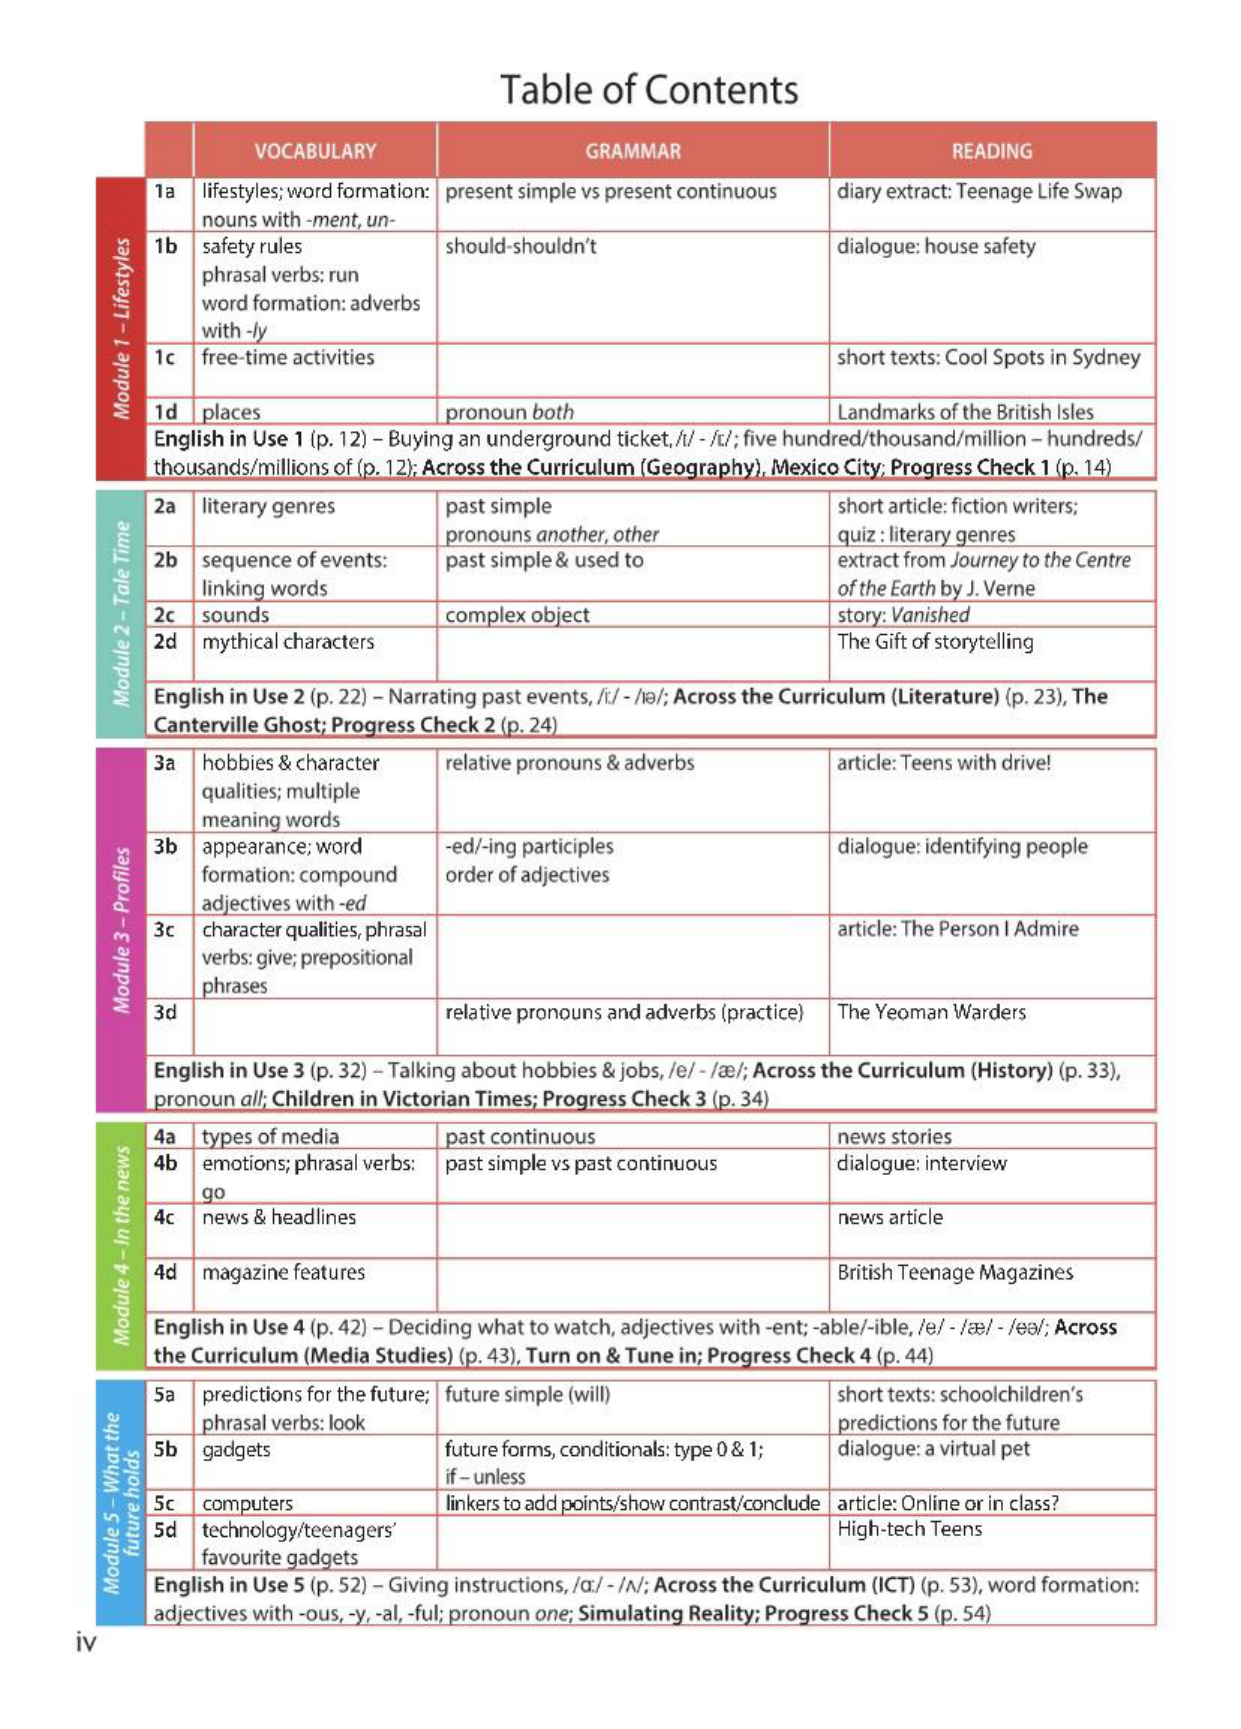 Table of Contents
VOCABULARY GRAMMAR READING
Module 1 – Lifestyles
1a lifestyles; word formation: present simple vs present continuous diary extract: Teenage Life Swap
nouns with -ment, un-
1b safety rules should-shouldn't dialogue: house safety
phrasal verbs: run
word formation: adverbs
with -ly
1c free-time activities short texts: Cool Spots in Sydney
1d places pronoun both Landmarks of the British Isles
English in Use 1 (p. 12) – Buying an underground ticket, /ɪ/ - /ɪ:/; five hundred/thousand/million – hundreds/
thousands/millions of (p. 12); Across the Curriculum (Geography), Mexico City; Progress Check 1 (p. 14)
Module 2 – Tale Time
2a literary genres past simple short article: fiction writers;
pronouns another, other quiz : literary genres
2b sequence of events: past simple & used to extract from Journey to the Centre
linking words of the Earth by J. Verne
2c sounds complex object story: Vanished
2d mythical characters The Gift of storytelling
English in Use 2 (p. 22) – Narrating past events, /i:/ - /ɪə/; Across the Curriculum (Literature) (p. 23), The
Canterville Ghost; Progress Check 2 (p. 24)
Module 3 – Profiles
3a hobbies & character relative pronouns & adverbs article: Teens with drive!
qualities; multiple
meaning words
3b appearance; word -ed/-ing participles dialogue: identifying people
formation: compound order of adjectives
adjectives with -ed
3c character qualities, phrasal article: The Person I Admire
verbs: give; prepositional
phrases
3d relative pronouns and adverbs (practice) The Yeoman Warders
English in Use 3 (p. 32) – Talking about hobbies & jobs, /e/ - /æ/; Across the Curriculum (History) (p. 33),
pronoun all; Children in Victorian Times; Progress Check 3 (p. 34)
Module 4 – In the news
4a types of media past continuous news stories
4b emotions; phrasal verbs: past simple vs past continuous dialogue: interview
go
4c news & headlines news article
4d magazine features British Teenage Magazines
English in Use 4 (p. 42) – Deciding what to watch, adjectives with -ent; -able/-ible, /e/ - /æ/ - /eə/; Across
the Curriculum (Media Studies) (p. 43), Turn on & Tune in; Progress Check 4 (p. 44)
Module 5 – What the
future holds
5a predictions for the future; future simple (will) short texts: schoolchildren's
phrasal verbs: look predictions for the future
5b gadgets future forms, conditionals: type 0 & 1; dialogue: a virtual pet
if – unless
5c computers linkers to add points/show contrast/conclude article: Online or in class?
5d technology/teenagers' High-tech Teens
favourite gadgets
English in Use 5 (p. 52) – Giving instructions, /ɑ:/ - /ʌ/; Across the Curriculum (ICT) (p. 53), word formation:
adjectives with -ous, -y, -al, -ful; pronoun one; Simulating Reality; Progress Check 5 (p. 54)
iv